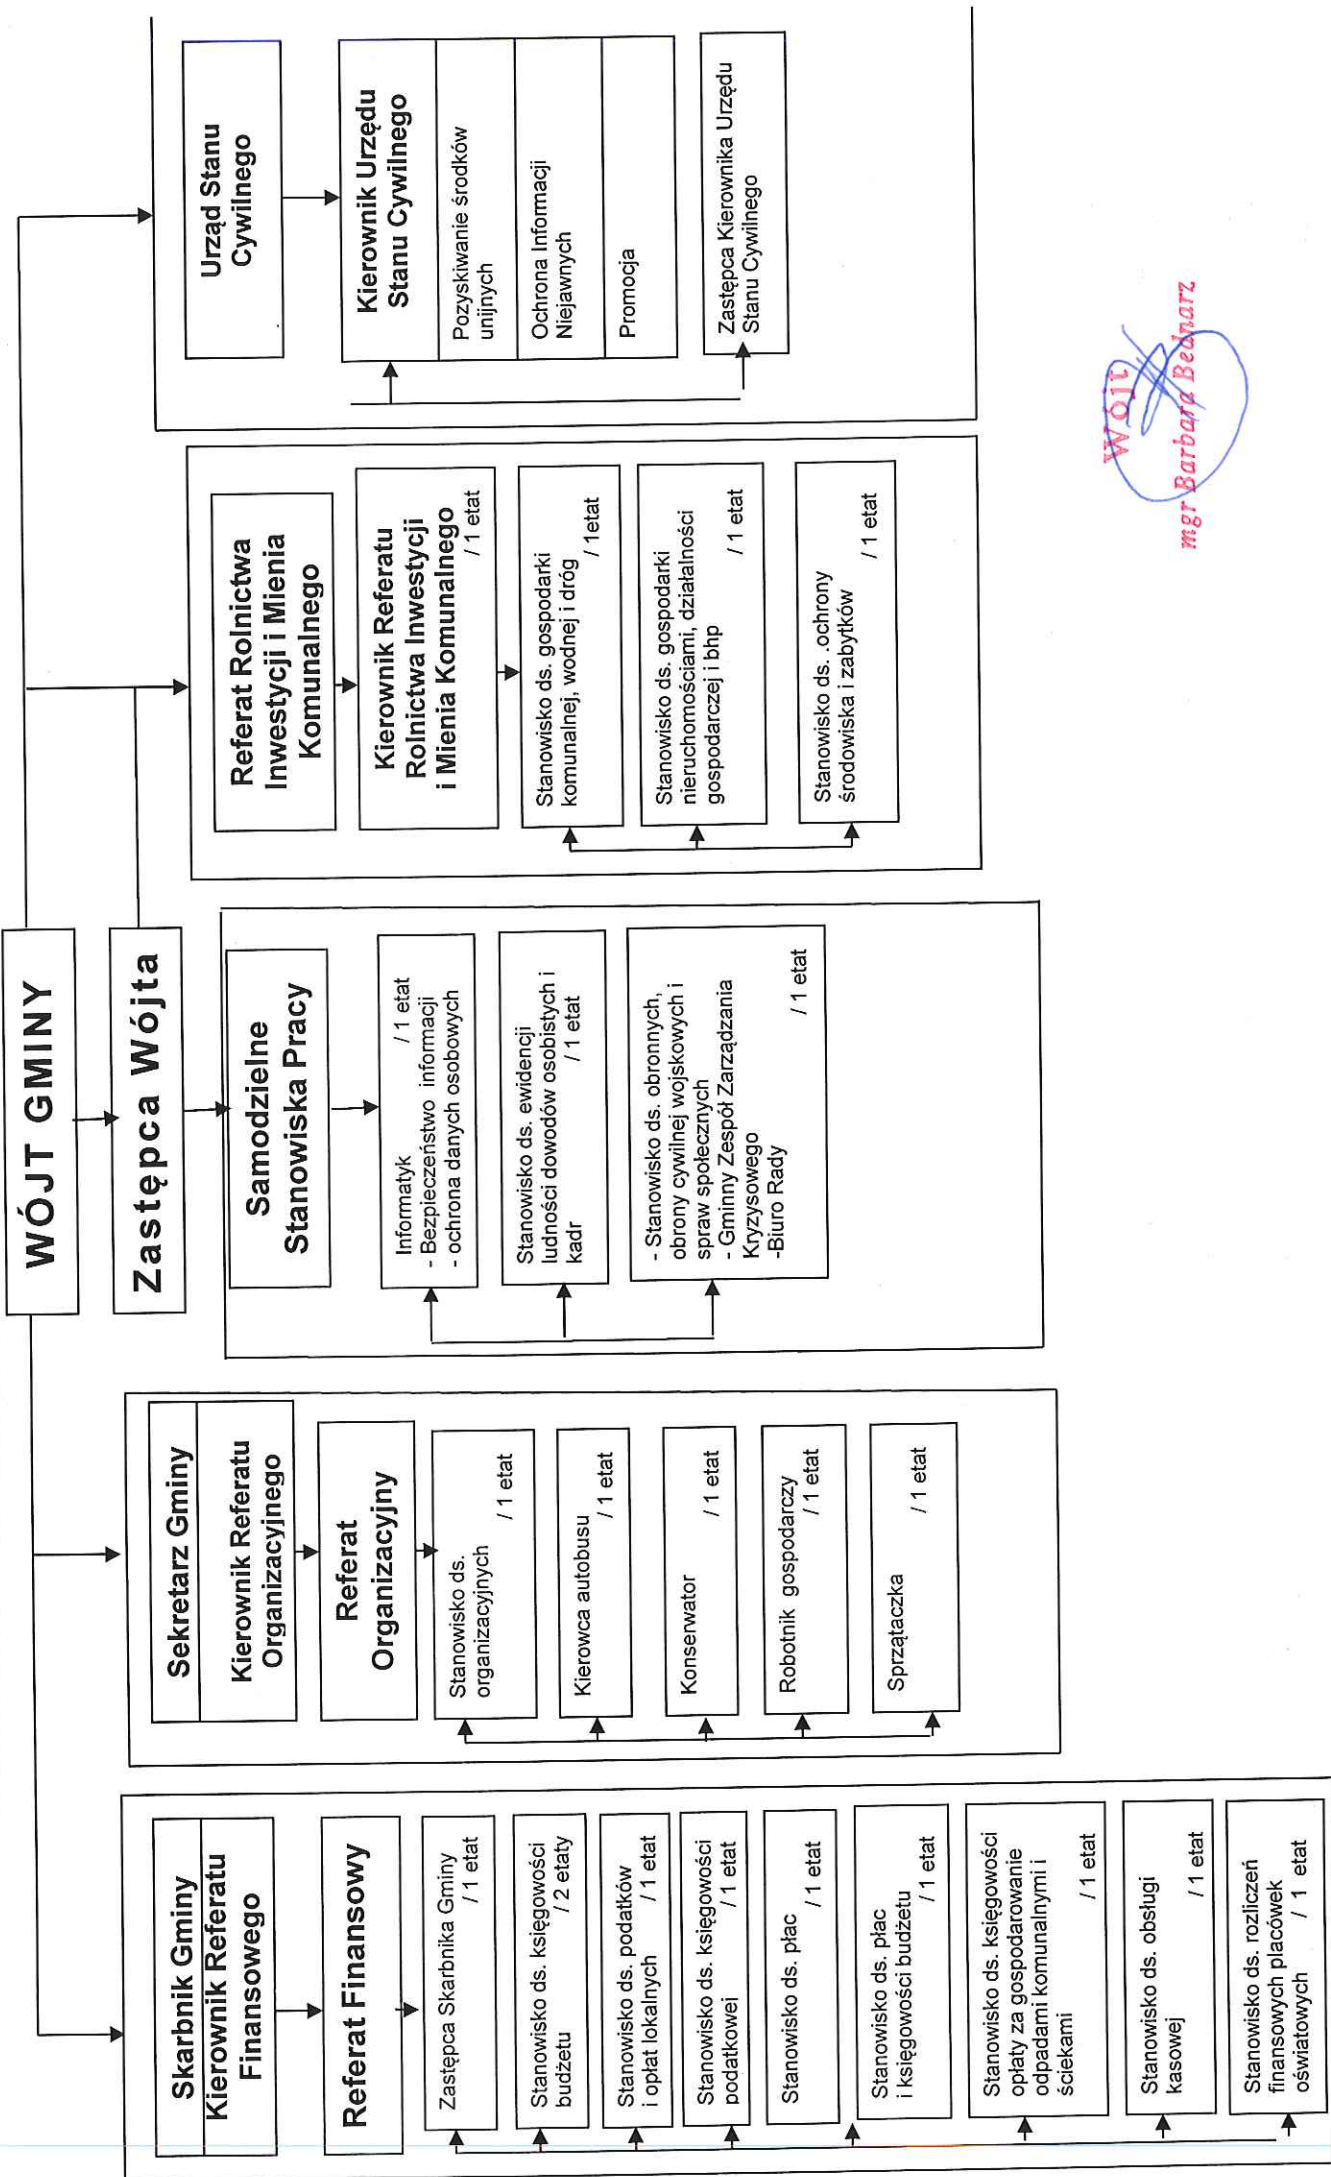 WÓJT GMINY
Zastępca Wójta
Skarbnik Gminy
Kierownik Referatu
Finansowego
Referat Finansowy
Zastępca Skarbnika Gminy
/ 1 etat
Stanowisko ds. księgowości
budżetu / 2 etaty
Stanowisko ds. podatków
i opłat lokalnych / 1 etat
Stanowisko ds. księgowości
podatkowei / 1 etat
Stanowisko ds. płac / 1 etat
Stanowisko ds. płac
i księgowości budżetu / 1 etat
Stanowisko ds. księgowości
opłaty za gospodarowanie
odpadami komunalnymi i
ściekami / 1 etat
Stanowisko ds. obsługi
kasowej / 1 etat
Stanowisko ds. rozliczeń
finansowych placówek
oświatowych / 1 etat
Sekretarz Gminy
Kierownik Referatu
Organizacyjnego
Referat
Organizacyjny
Stanowisko ds.
organizacyjnych / 1 etat
Kierowca autobusu
/ 1 etat
Konserwator / 1 etat
Robotnik gospodarczy
/ 1 etat
Sprzątaczka / 1 etat
Samodzielne
Stanowiska Pracy
Informatyk / 1 etat
- Bezpieczeństwo informacji
- ochrona danych osobowych
Stanowisko ds. ewidencji
ludności dowodów osobistych i
kadr / 1 etat
- Stanowisko ds. obronnych,
obrony cywilnej wojskowych i
spraw społecznych
- Gminny Zespół Zarządzania
Kryzysowego
-Biuro Rady / 1 etat
Referat Rolnictwa
Inwestycji i Mienia
Komunalnego
Kierownik Referatu
Rolnictwa Inwestycji
i Mienia Komunalnego
/ 1 etat
Stanowisko ds. gospodarki
komunalnej, wodnej i dróg
/ 1etat
Stanowisko ds. gospodarki
nieruchomościami, działalności
gospodarczej i bhp / 1 etat
Stanowisko ds. .ochrony
środowiska i zabytków
/ 1 etat
Urząd Stanu
Cywilnego
Kierownik Urzędu
Stanu Cywilnego
Pozyskiwanie środków
unijnych
Ochrona Informacji
Niejawnych
Promocja
Zastępca Kierownika Urzędu
Stanu Cywilnego
Wójt
mgr Barbara Bednarz